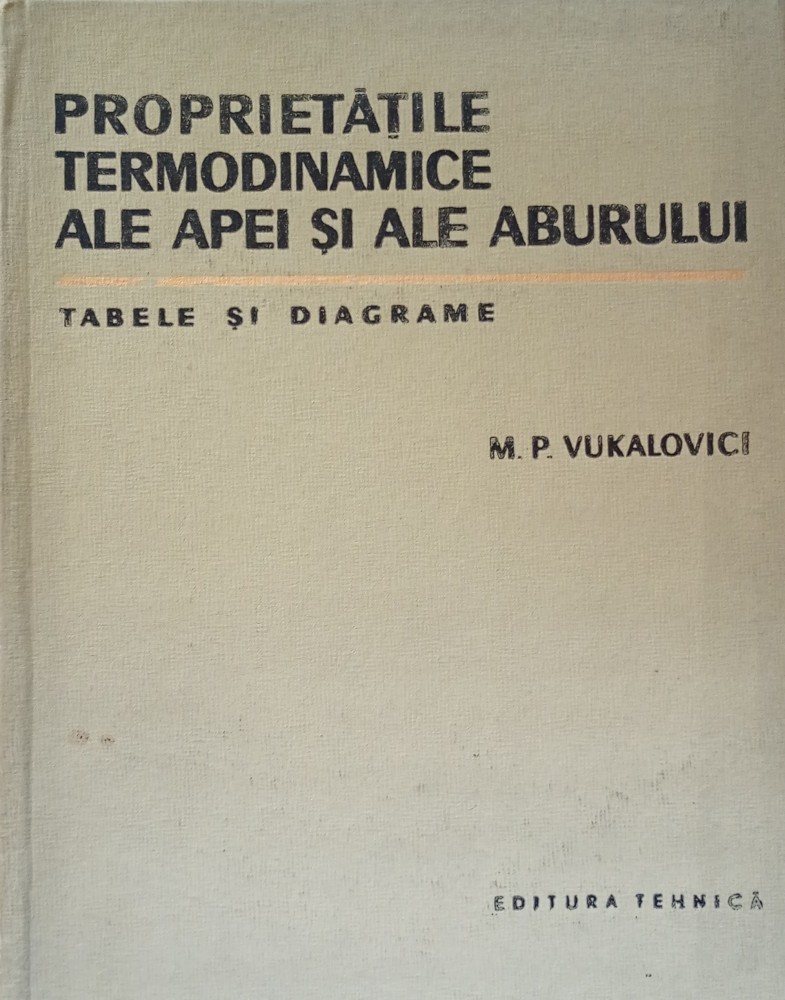 PROPRIETĂȚILE
TERMODINAMICE
ALE APEI ȘI ALE ABURULUI
TABELE ȘI DIAGRAME
M. P. VUKALOVICI
EDITURA TEHNICĂ